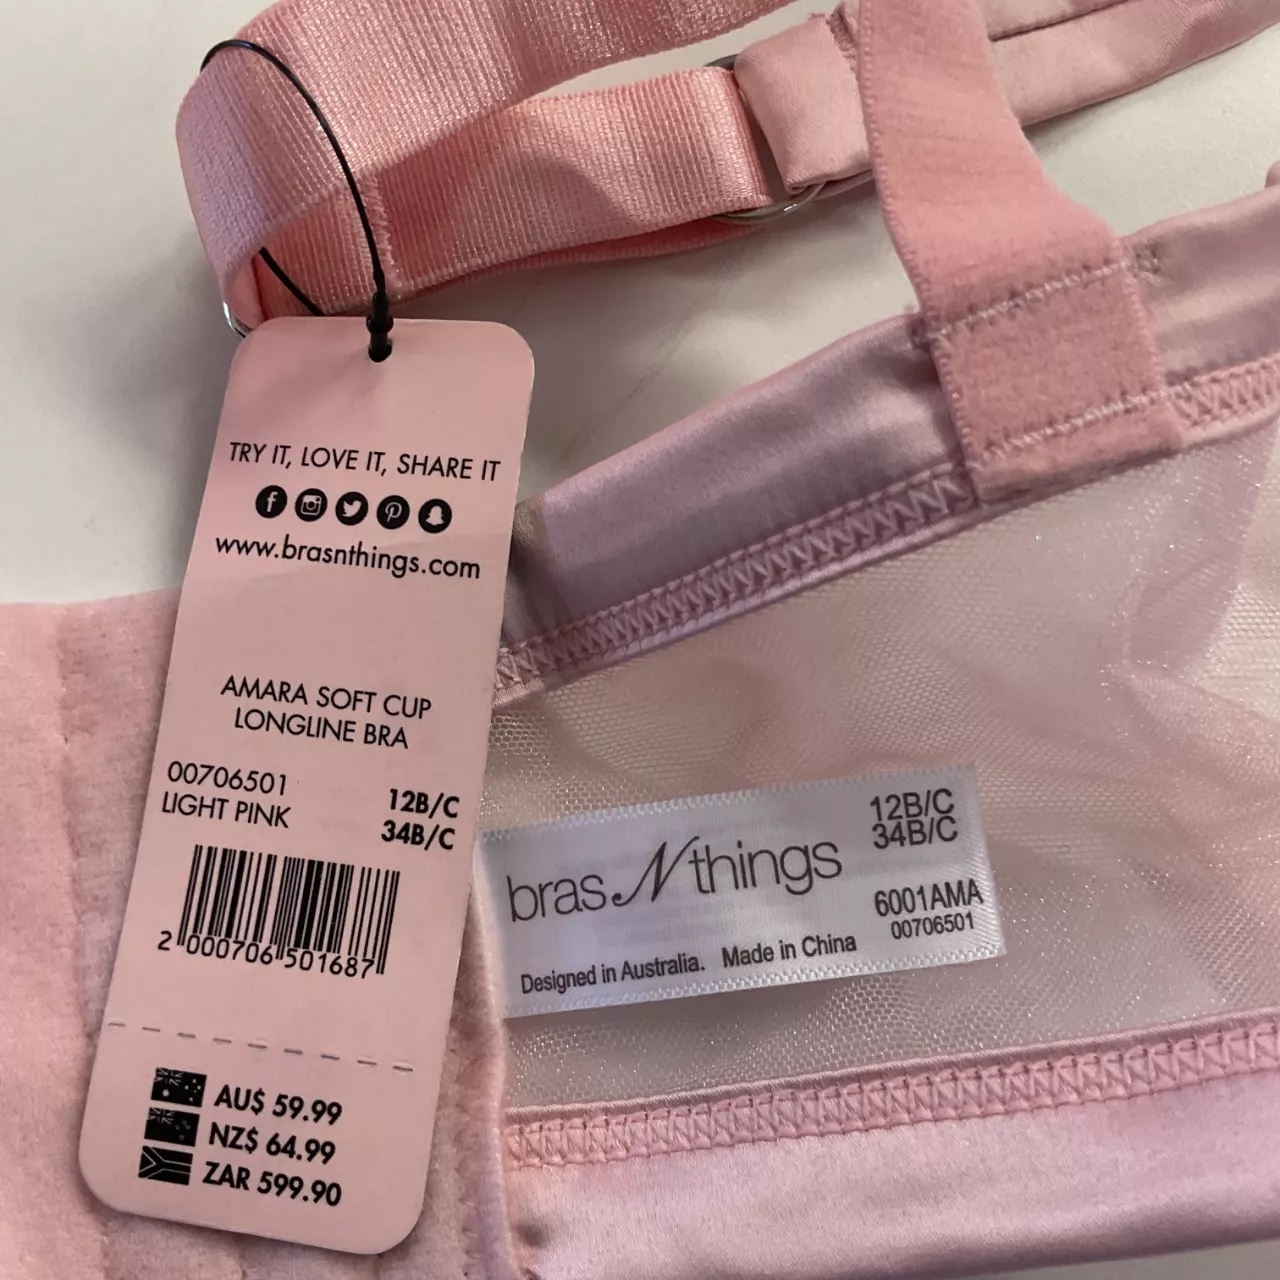 TRY IT, LOVE IT, SHARE IT
www.brasnthings.com
AMARA SOFT CUP
LONGLINE BRA
00706501
LIGHT PINK
12B/C
34B/C
2 000706 501687
AU$ 59.99
NZ$ 64.99
ZAR 599.90
bras N things
12B/C
34B/C
6001AMA
00706501
Designed in Australia. Made in China